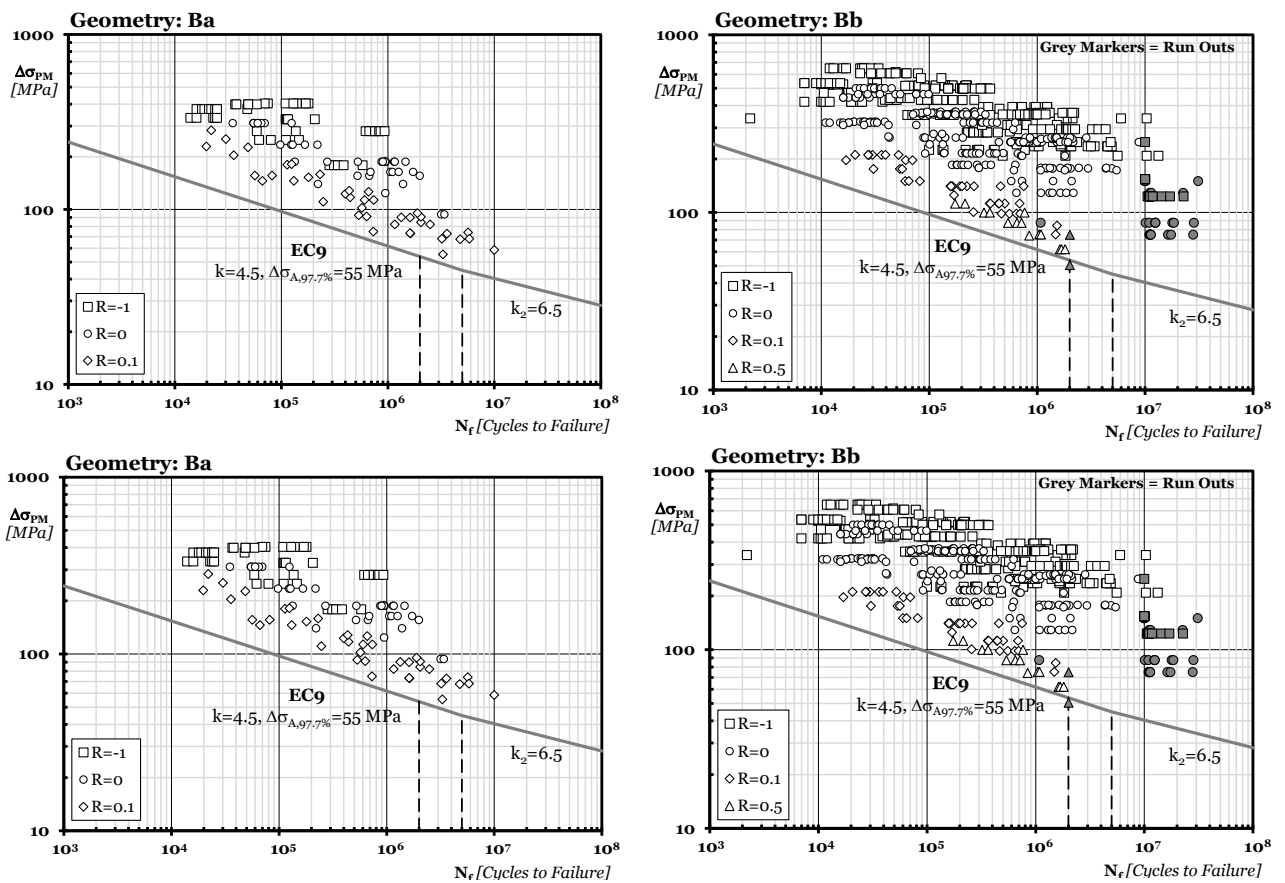 Geometry: Ba
1000
Δσ_PM
[MPa]
100
10
EC9
k=4.5, Δσ_A,97.7%=55 MPa
k₂=6.5
R=-1
R=0
R=0.1
10³
10⁴
10⁵
10⁶
10⁷
10⁸
N_f [Cycles to Failure]
Geometry: Bb
Grey Markers = Run Outs
1000
Δσ_PM
[MPa]
100
10
EC9
k=4.5, Δσ_A,97.7%=55 MPa
k₂=6.5
R=-1
R=0
R=0.1
R=0.5
10³
10⁴
10⁵
10⁶
10⁷
10⁸
N_f [Cycles to Failure]
Geometry: Ba
1000
Δσ_PM
[MPa]
100
10
EC9
k=4.5, Δσ_A,97.7%=55 MPa
k₂=6.5
R=-1
R=0
R=0.1
10³
10⁴
10⁵
10⁶
10⁷
10⁸
N_f [Cycles to Failure]
Geometry: Bb
Grey Markers = Run Outs
1000
Δσ_PM
[MPa]
100
10
EC9
k=4.5, Δσ_A97.7%=55 MPa
k₂=6.5
R=-1
R=0
R=0.1
R=0.5
10³
10⁴
10⁵
10⁶
10⁷
10⁸
N_f [Cycles to Failure]